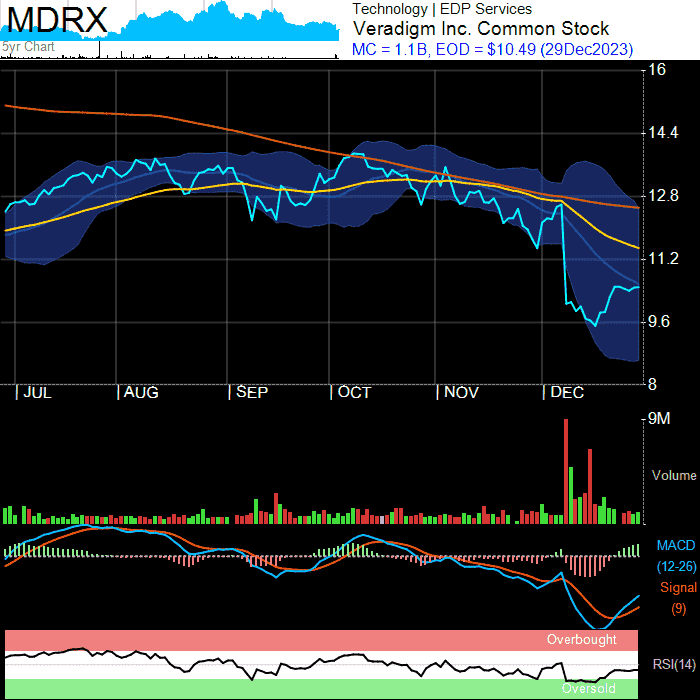 MDRX
5yr Chart
Technology | EDP Services
Veradigm Inc. Common Stock
MC = 1.1B, EOD = $10.49 (29Dec2023)
16
14.4
12.8
11.2
9.6
8
JUL AUG SEP OCT NOV DEC
9M
Volume
MACD
(12-26)
Signal
(9)
Overbought
RSI(14)
Oversold